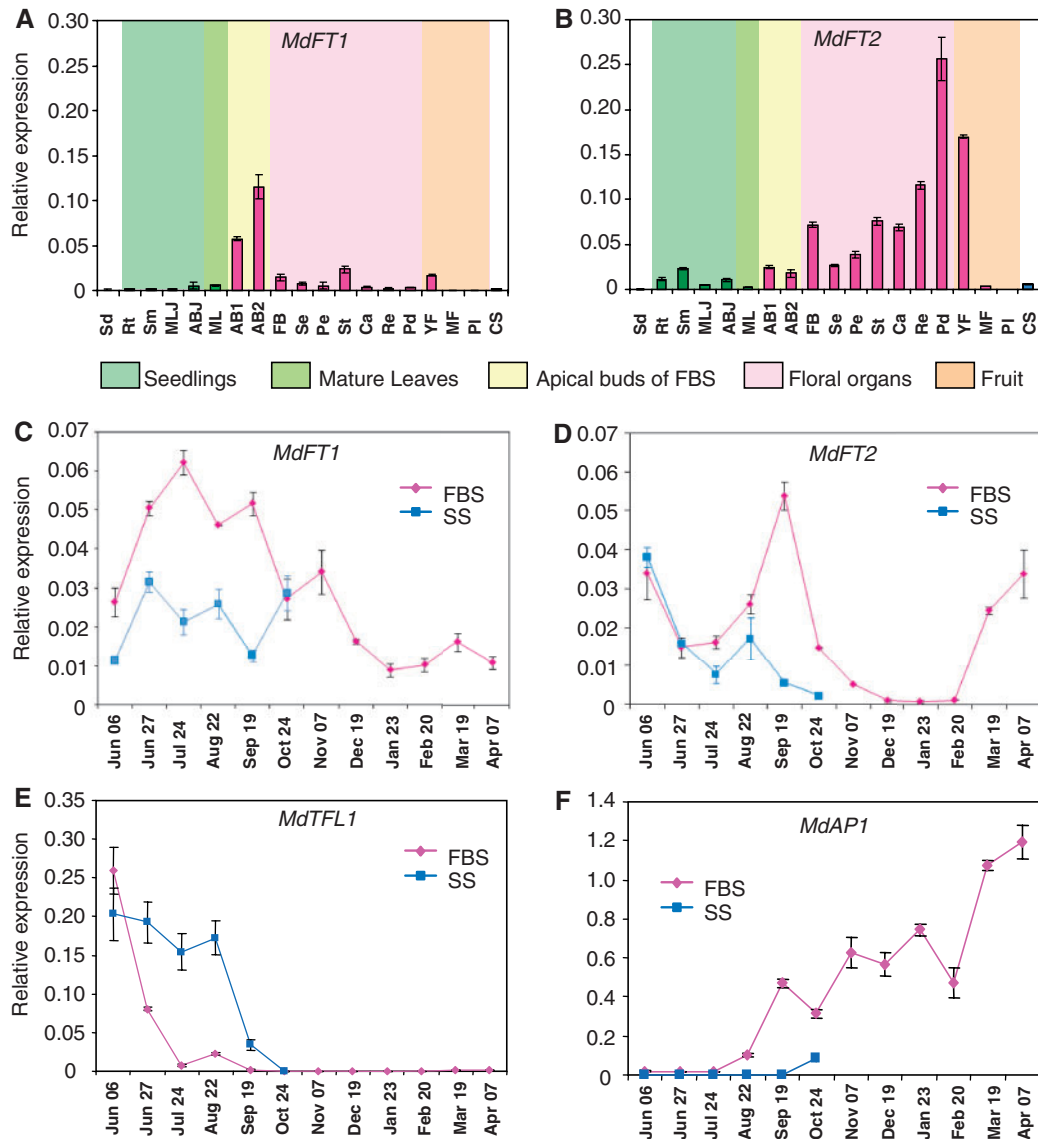 A
MdFT1
Relative expression
0.30
0.25
0.20
0.15
0.10
0.05
0
Sd Rt Sm MLJ ABJ ML AB1 AB2 FB Se Pe St Ca Re Pd YF MF Pl CS
B
MdFT2
0.30
0.25
0.20
0.15
0.10
0.05
0
Sd Rt Sm MLJ ABJ ML AB1 AB2 FB Se Pe St Ca Re Pd YF MF Pl CS
Seedlings Mature Leaves Apical buds of FBS Floral organs Fruit
C
MdFT1
FBS
SS
Relative expression
0.07
0.06
0.05
0.04
0.03
0.02
0.01
0
Jun 06 Jun 27 Jul 24 Aug 22 Sep 19 Oct 24 Nov 07 Dec 19 Jan 23 Feb 20 Mar 19 Apr 07
D
MdFT2
FBS
SS
0.07
0.06
0.05
0.04
0.03
0.02
0.01
0
Jun 06 Jun 27 Jul 24 Aug 22 Sep 19 Oct 24 Nov 07 Dec 19 Jan 23 Feb 20 Mar 19 Apr 07
E
MdTFL1
FBS
SS
Relative expression
0.35
0.30
0.25
0.20
0.15
0.10
0.05
0
Jun 06 Jun 27 Jul 24 Aug 22 Sep 19 Oct 24 Nov 07 Dec 19 Jan 23 Feb 20 Mar 19 Apr 07
F
MdAP1
FBS
SS
1.4
1.2
1.0
0.8
0.6
0.4
0.2
0
Jun 06 Jun 27 Jul 24 Aug 22 Sep 19 Oct 24 Nov 07 Dec 19 Jan 23 Feb 20 Mar 19 Apr 07